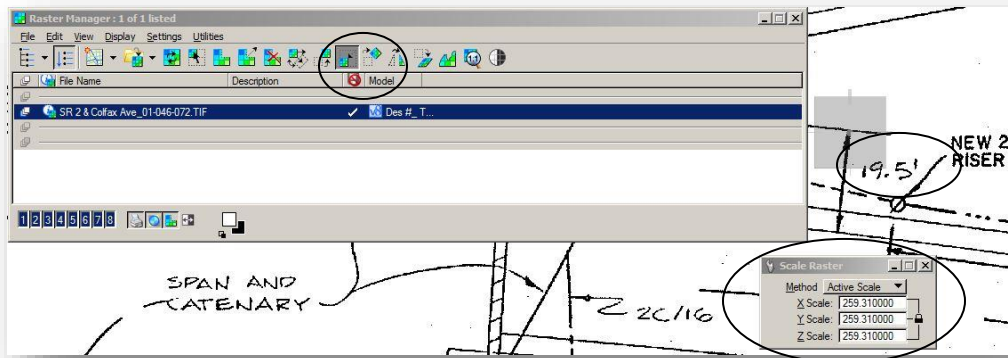 Raster Manager : 1 of 1 listed
File Edit View Display Settings Utilities
File Name Description Model
SR 2 & Colfax Ave_01-046-072.TIF Des #_ T...
1 2 3 4 5 6 7 8
NEW 2
RISER
19.5'
SPAN AND
CATENARY
2C/16
Scale Raster
Method Active Scale
X Scale: 259.310000
Y Scale: 259.310000
Z Scale: 259.310000